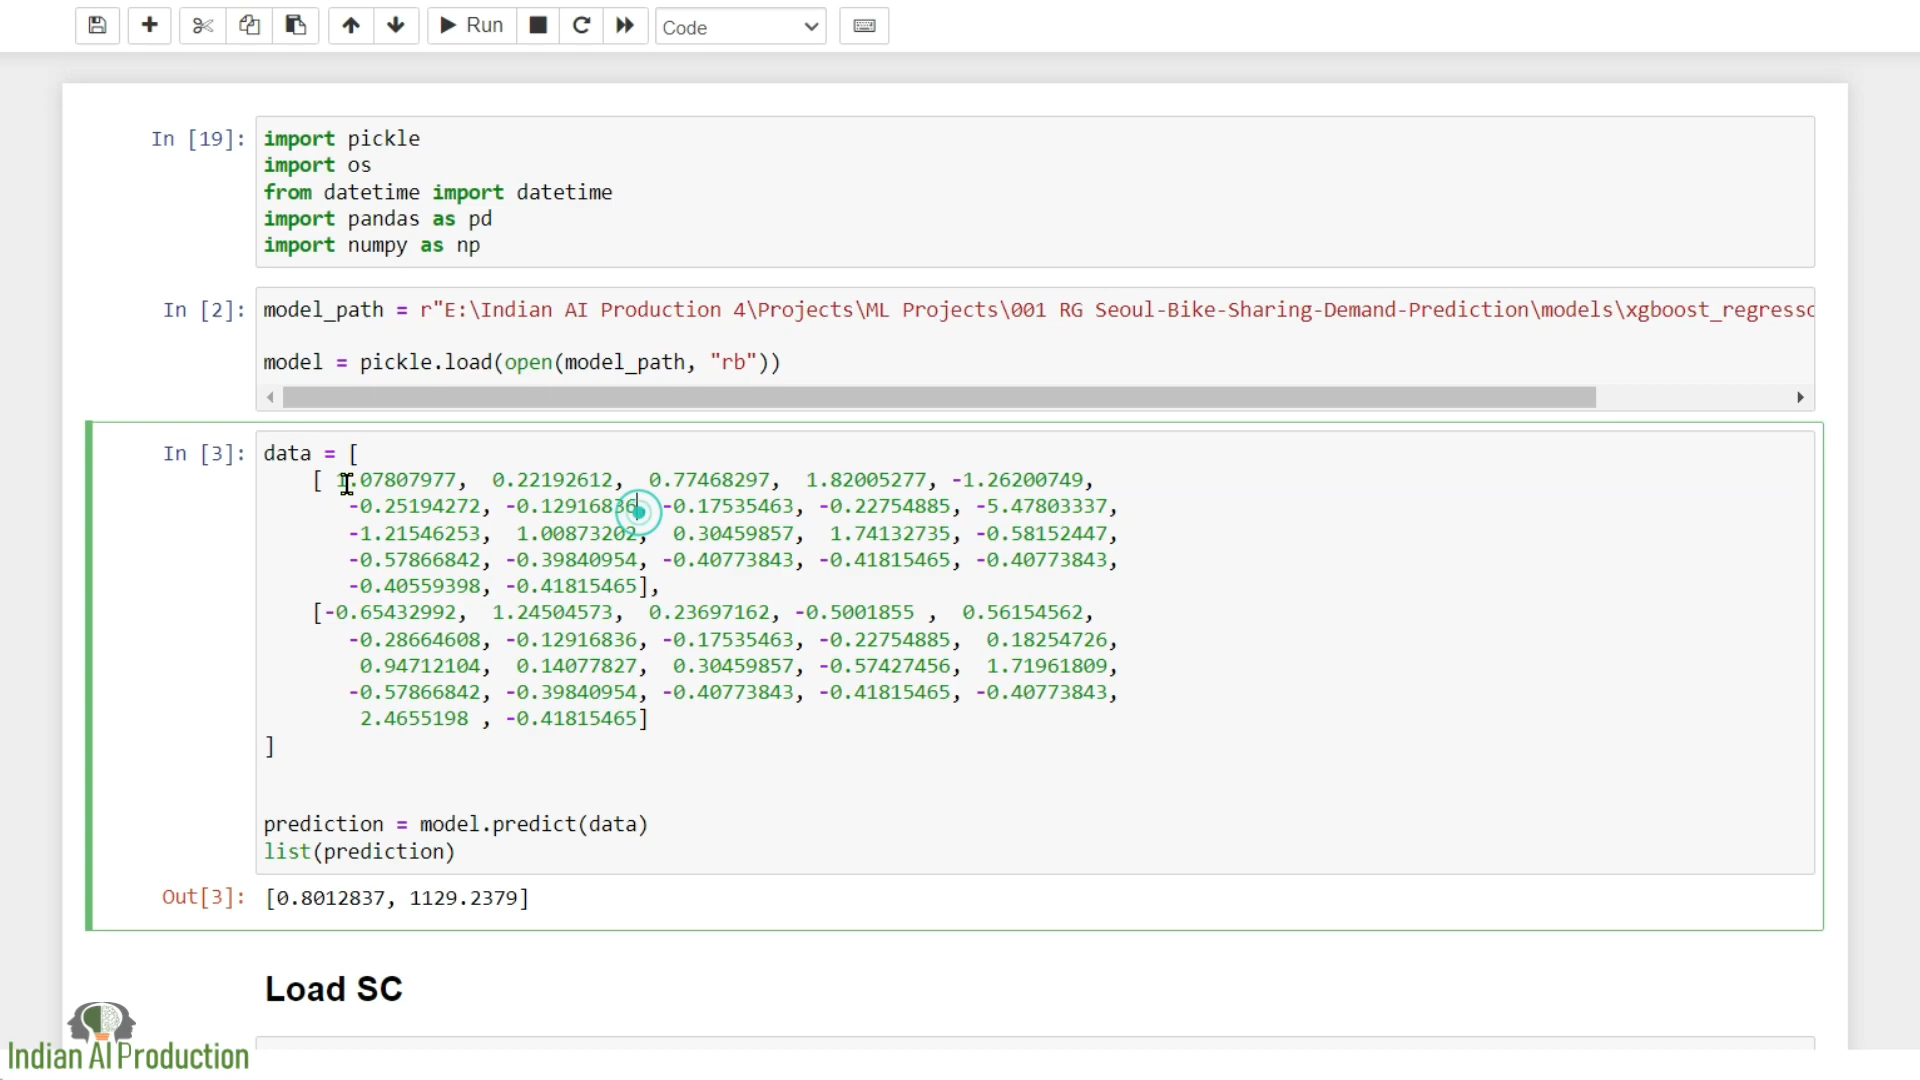 Run
Code
In [19]:
import pickle
import os
from datetime import datetime
import pandas as pd
import numpy as np
In [2]:
model_path = r"E:\Indian AI Production 4\Projects\ML Projects\001 RG Seoul-Bike-Sharing-Demand-Prediction\models\xgboost_regresso
model = pickle.load(open(model_path, "rb"))
In [3]:
data = [
[ 1.07807977, 0.22192612, 0.77468297, 1.82005277, -1.26200749,
-0.25194272, -0.12916836, -0.17535463, -0.22754885, -5.47803337,
-1.21546253, 1.00873202, 0.30459857, 1.74132735, -0.58152447,
-0.57866842, -0.39840954, -0.40773843, -0.41815465, -0.40773843,
-0.40559398, -0.41815465],
[-0.65432992, 1.24504573, 0.23697162, -0.5001855 , 0.56154562,
-0.28664608, -0.12916836, -0.17535463, -0.22754885, 0.18254726,
0.94712104, 0.14077827, 0.30459857, -0.57427456, 1.71961809,
-0.57866842, -0.39840954, -0.40773843, -0.41815465, -0.40773843,
2.4655198 , -0.41815465]
]
prediction = model.predict(data)
list(prediction)
Out[3]:
[0.8012837, 1129.2379]
Load SC
Indian AI Production